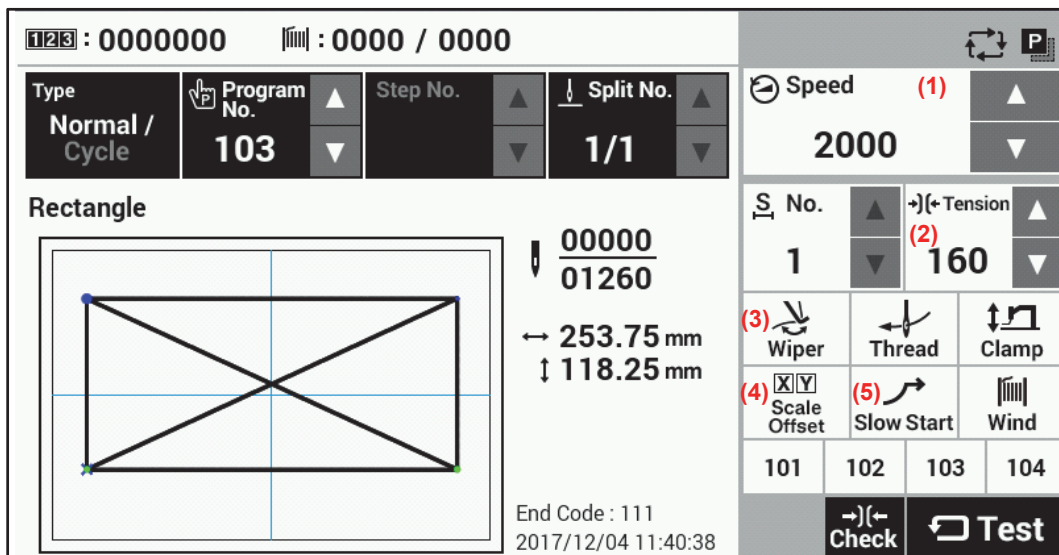 123 : 0000000 : 0000 / 0000 P
Type
Normal /
Cycle
P Program No.
103
Step No.
Split No.
1/1
Speed (1)
2000
S No.
1
Tension
(2)
160
Rectangle
00000
01260
253.75 mm
118.25 mm
(3)
Wiper
Thread
Clamp
(4) XY
Scale
Offset
(5)
Slow Start
Wind
101 102 103 104
End Code : 111
2017/12/04 11:40:38
Check
Test